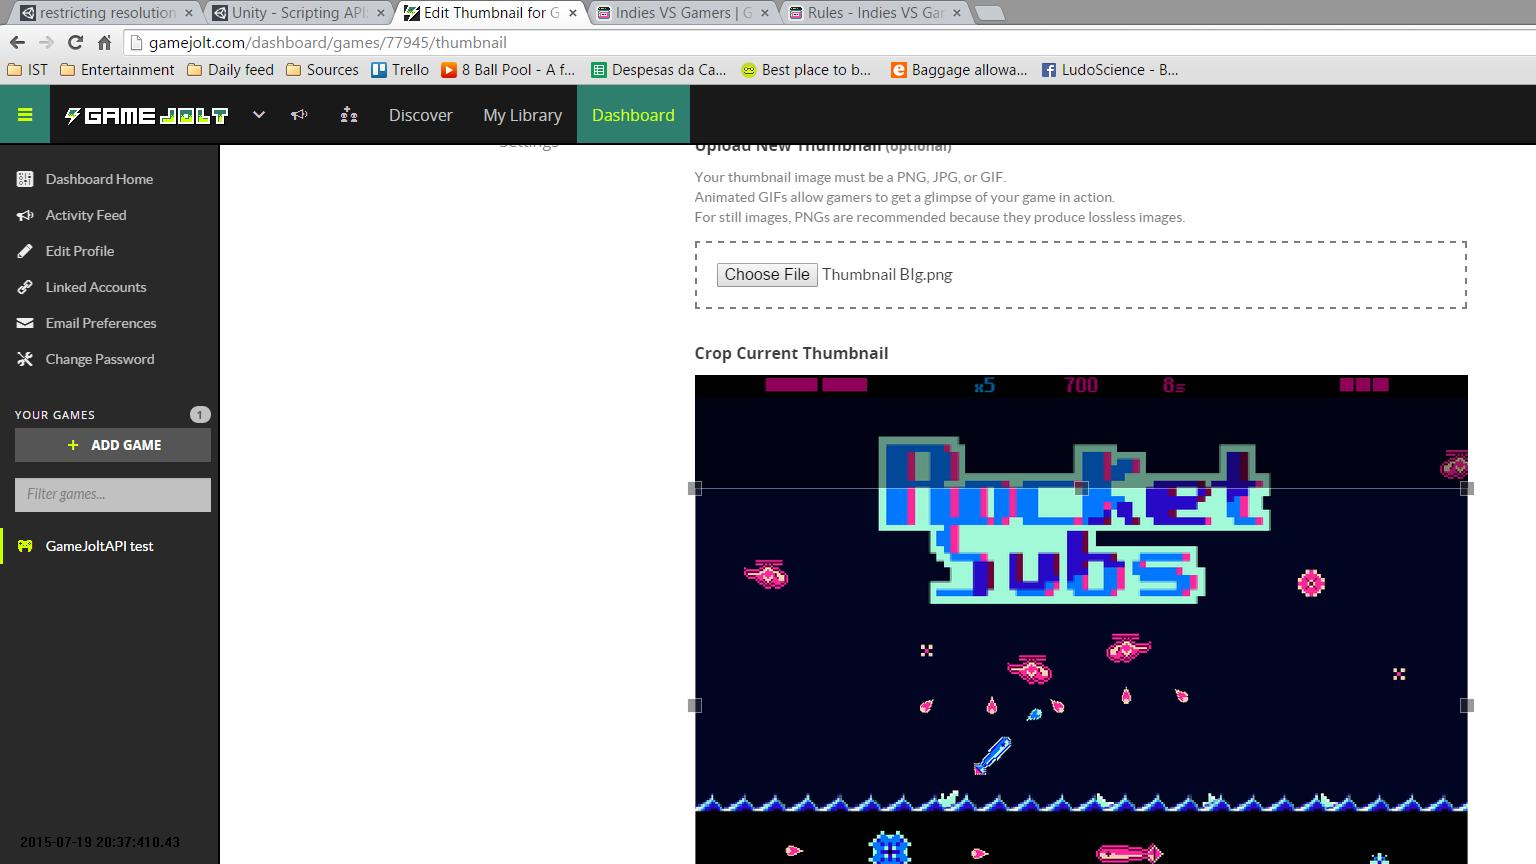 restricting resolution
Unity - Scripting API:
Edit Thumbnail for G
Indies VS Gamers | G
Rules - Indies VS Gar
gamejolt.com/dashboard/games/77945/thumbnail
IST
Entertainment
Daily feed
Sources
Trello
8 Ball Pool - A f...
Despesas da Ca...
Best place to b...
Baggage allowa...
LudoScience - B...
GAME JOLT
Discover
My Library
Dashboard
Settings
Dashboard Home
Activity Feed
Edit Profile
Linked Accounts
Email Preferences
Change Password
YOUR GAMES
1
+ ADD GAME
Filter games...
GameJoltAPI test
2015-07-19 20:37:410.43
Upload New Thumbnail (optional)
Your thumbnail image must be a PNG, JPG, or GIF.
Animated GIFs allow gamers to get a glimpse of your game in action.
For still images, PNGs are recommended because they produce lossless images.
Choose File Thumbnail BIg.png
Crop Current Thumbnail
x5 700 8s
Rocket
Subs